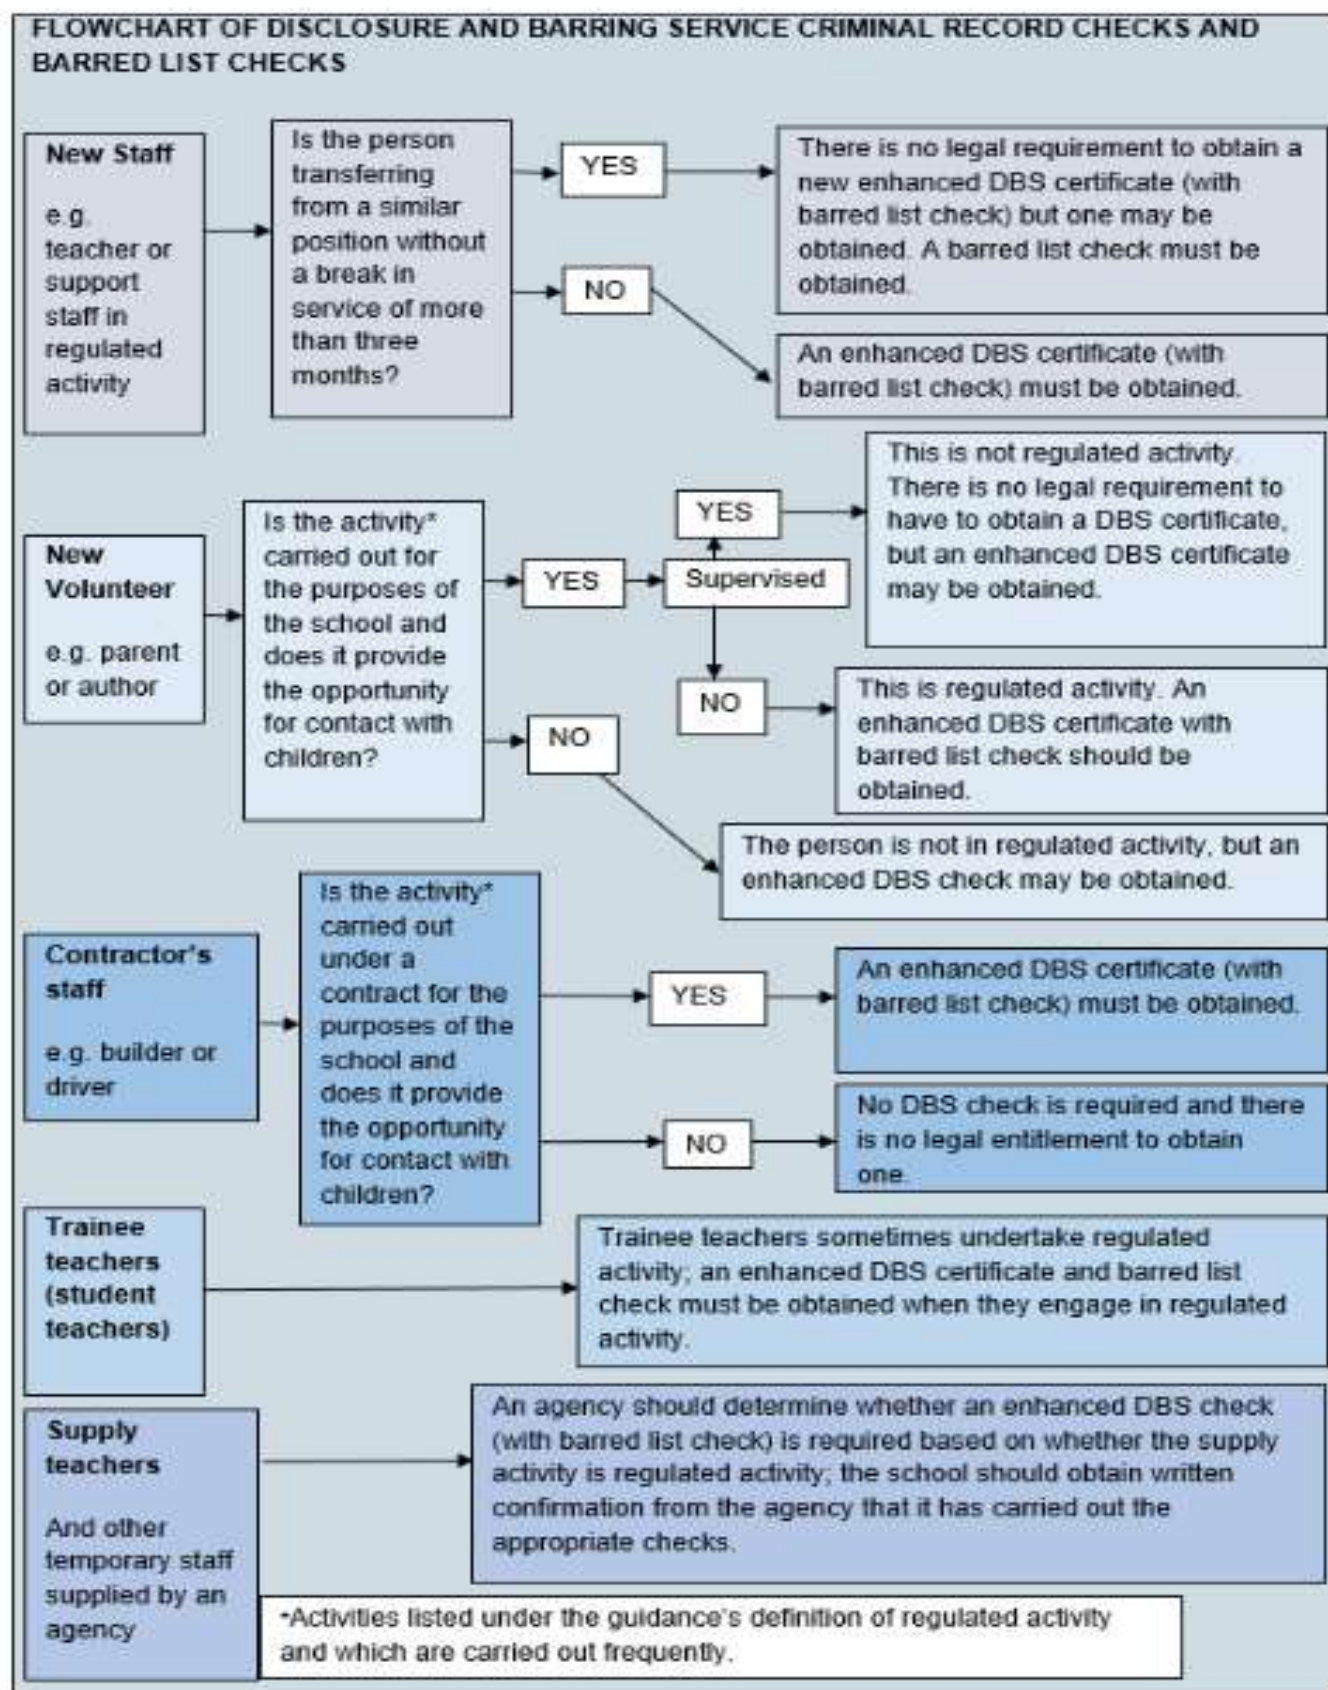 FLOWCHART OF DISCLOSURE AND BARRING SERVICE CRIMINAL RECORD CHECKS AND
BARRED LIST CHECKS
New Staff
e.g.
teacher or
support
staff in
regulated
activity
Is the person
transferring
from a similar
position without
a break in
service of more
than three
months?
YES
There is no legal requirement to obtain a
new enhanced DBS certificate (with
barred list check) but one may be
obtained. A barred list check must be
obtained.
NO
An enhanced DBS certificate (with
barred list check) must be obtained.
New
Volunteer
e.g. parent
or author
Is the activity*
carried out for
the purposes of
the school and
does it provide
the opportunity
for contact with
children?
YES
Supervised
YES
This is not regulated activity.
There is no legal requirement to
have to obtain a DBS certificate,
but an enhanced DBS certificate
may be obtained.
NO
This is regulated activity. An
enhanced DBS certificate with
barred list check should be
obtained.
NO
The person is not in regulated activity, but an
enhanced DBS check may be obtained.
Contractor's
staff
e.g. builder or
driver
Is the activity*
carried out
under a
contract for the
purposes of the
school and
does it provide
the opportunity
for contact with
children?
YES
An enhanced DBS certificate (with
barred list check) must be obtained.
NO
No DBS check is required and there
is no legal entitlement to obtain
one.
Trainee
teachers
(student
teachers)
Trainee teachers sometimes undertake regulated
activity; an enhanced DBS certificate and barred list
check must be obtained when they engage in regulated
activity.
Supply
teachers
And other
temporary staff
supplied by an
agency
An agency should determine whether an enhanced DBS check
(with barred list check) is required based on whether the supply
activity is regulated activity; the school should obtain written
confirmation from the agency that it has carried out the
appropriate checks.
*Activities listed under the guidance's definition of regulated activity
and which are carried out frequently.